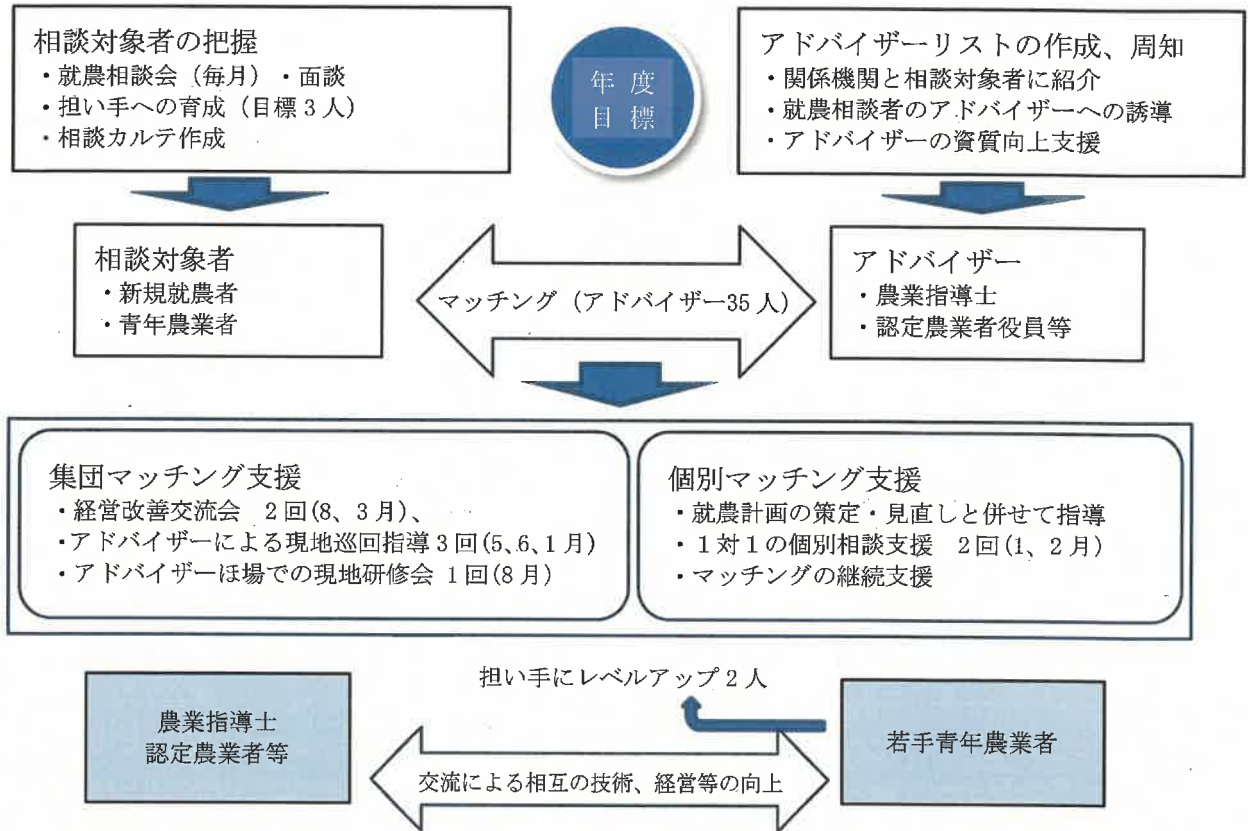 相談対象者の把握
・就農相談会（毎月）・面談
・担い手への育成（目標３人）
・相談カルテ作成
年 度
目 標
アドバイザーリストの作成、周知
・関係機関と相談対象者に紹介
・就農相談者のアドバイザーへの誘導
・アドバイザーの資質向上支援
相談対象者
・新規就農者
・青年農業者
マッチング（アドバイザー35人）
アドバイザー
・農業指導士
・認定農業者役員等
集団マッチング支援
・経営改善交流会　２回(8、3月)、
・アドバイザーによる現地巡回指導３回(5、6、1月)
・アドバイザーほ場での現地研修会 １回(8月)
個別マッチング支援
・就農計画の策定・見直しと併せて指導
・１対１の個別相談支援　２回(1、2月)
・マッチングの継続支援
担い手にレベルアップ２人
農業指導士
認定農業者等
交流による相互の技術、経営等の向上
若手青年農業者